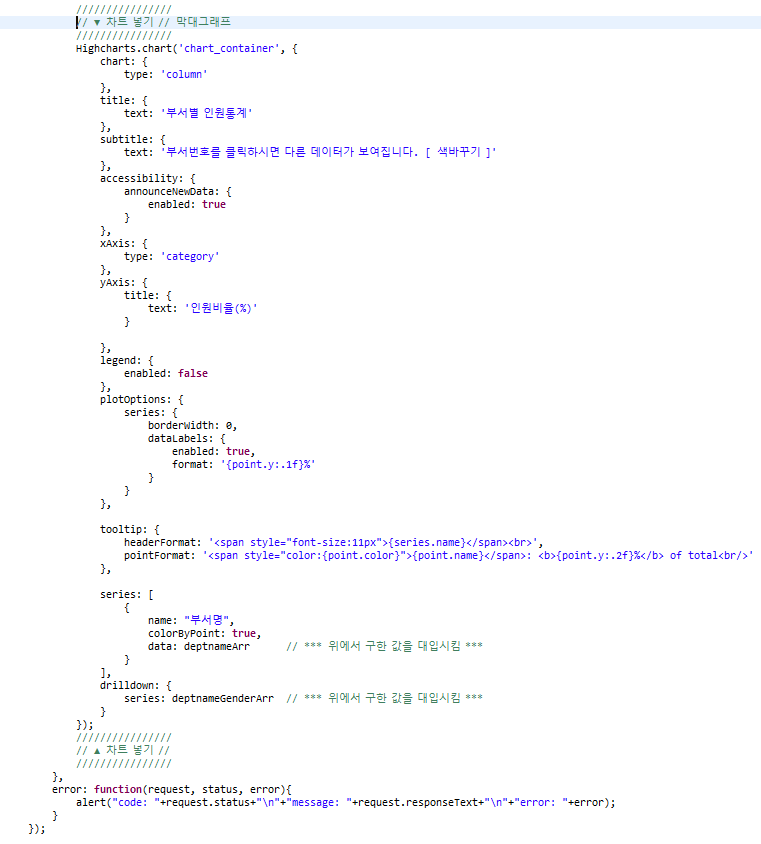 ////////////////
// ▼ 차트 넣기 // 막대그래프
////////////////
Highcharts.chart('chart_container', {
    chart: {
        type: 'column'
    },
    title: {
        text: '부서별 인원통계'
    },
    subtitle: {
        text: '부서번호를 클릭하시면 다른 데이터가 보여집니다. [ 색바꾸기 ]'
    },
    accessibility: {
        announceNewData: {
            enabled: true
        }
    },
    xAxis: {
        type: 'category'
    },
    yAxis: {
        title: {
            text: '인원비율(%)'
        }

    },
    legend: {
        enabled: false
    },
    plotOptions: {
        series: {
            borderWidth: 0,
            dataLabels: {
                enabled: true,
                format: '{point.y:.1f}%'
            }
        }
    },

    tooltip: {
        headerFormat: '<span style="font-size:11px">{series.name}</span><br>',
        pointFormat: '<span style="color:{point.color}">{point.name}</span>: <b>{point.y:.2f}%</b> of total<br/>'
    },

    series: [
        {
            name: "부서명",
            colorByPoint: true,
            data: deptnameArr      // *** 위에서 구한 값을 대입시킴 ***
        }
    ],
    drilldown: {
        series: deptnameGenderArr  // *** 위에서 구한 값을 대입시킴 ***
    }
});
////////////////
// ▲ 차트 넣기 //
////////////////
},
error: function(request, status, error){
    alert("code: "+request.status+"\n"+"message: "+request.responseText+"\n"+"error: "+error);
}
});